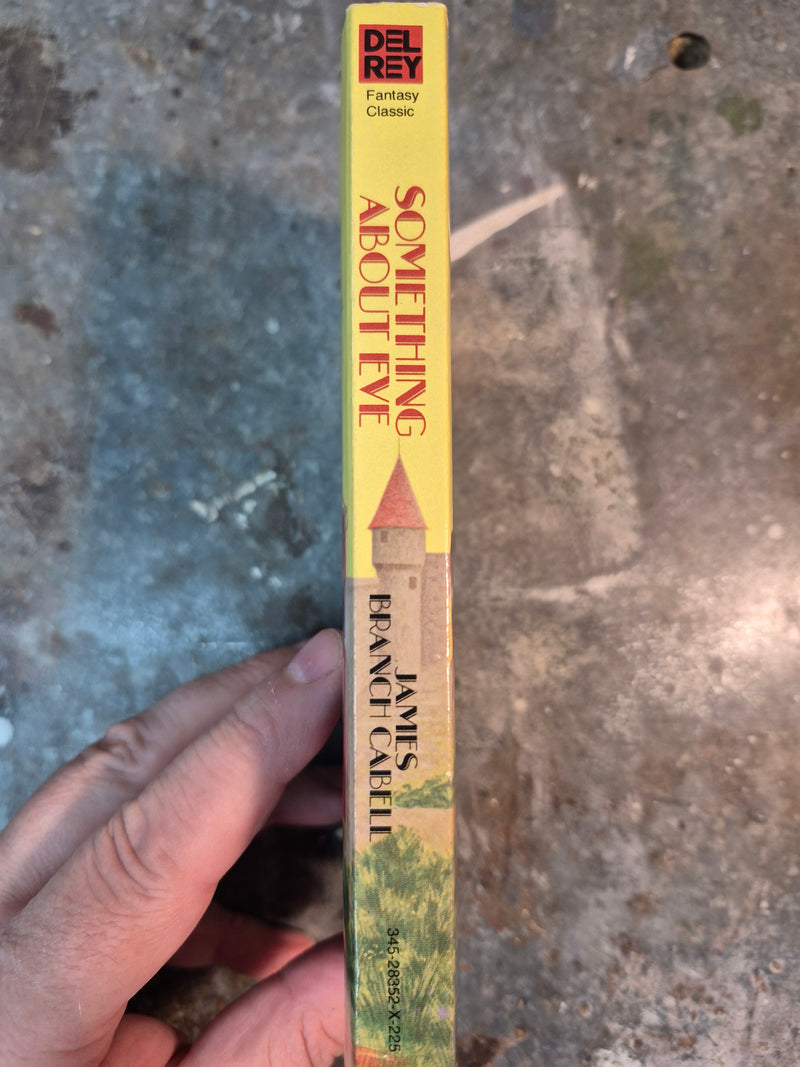 DEL
REY
Fantasy
Classic
SOMETHING
ABOUT EVE
JAMES
BRANCH CABELL
345-28352-X-225